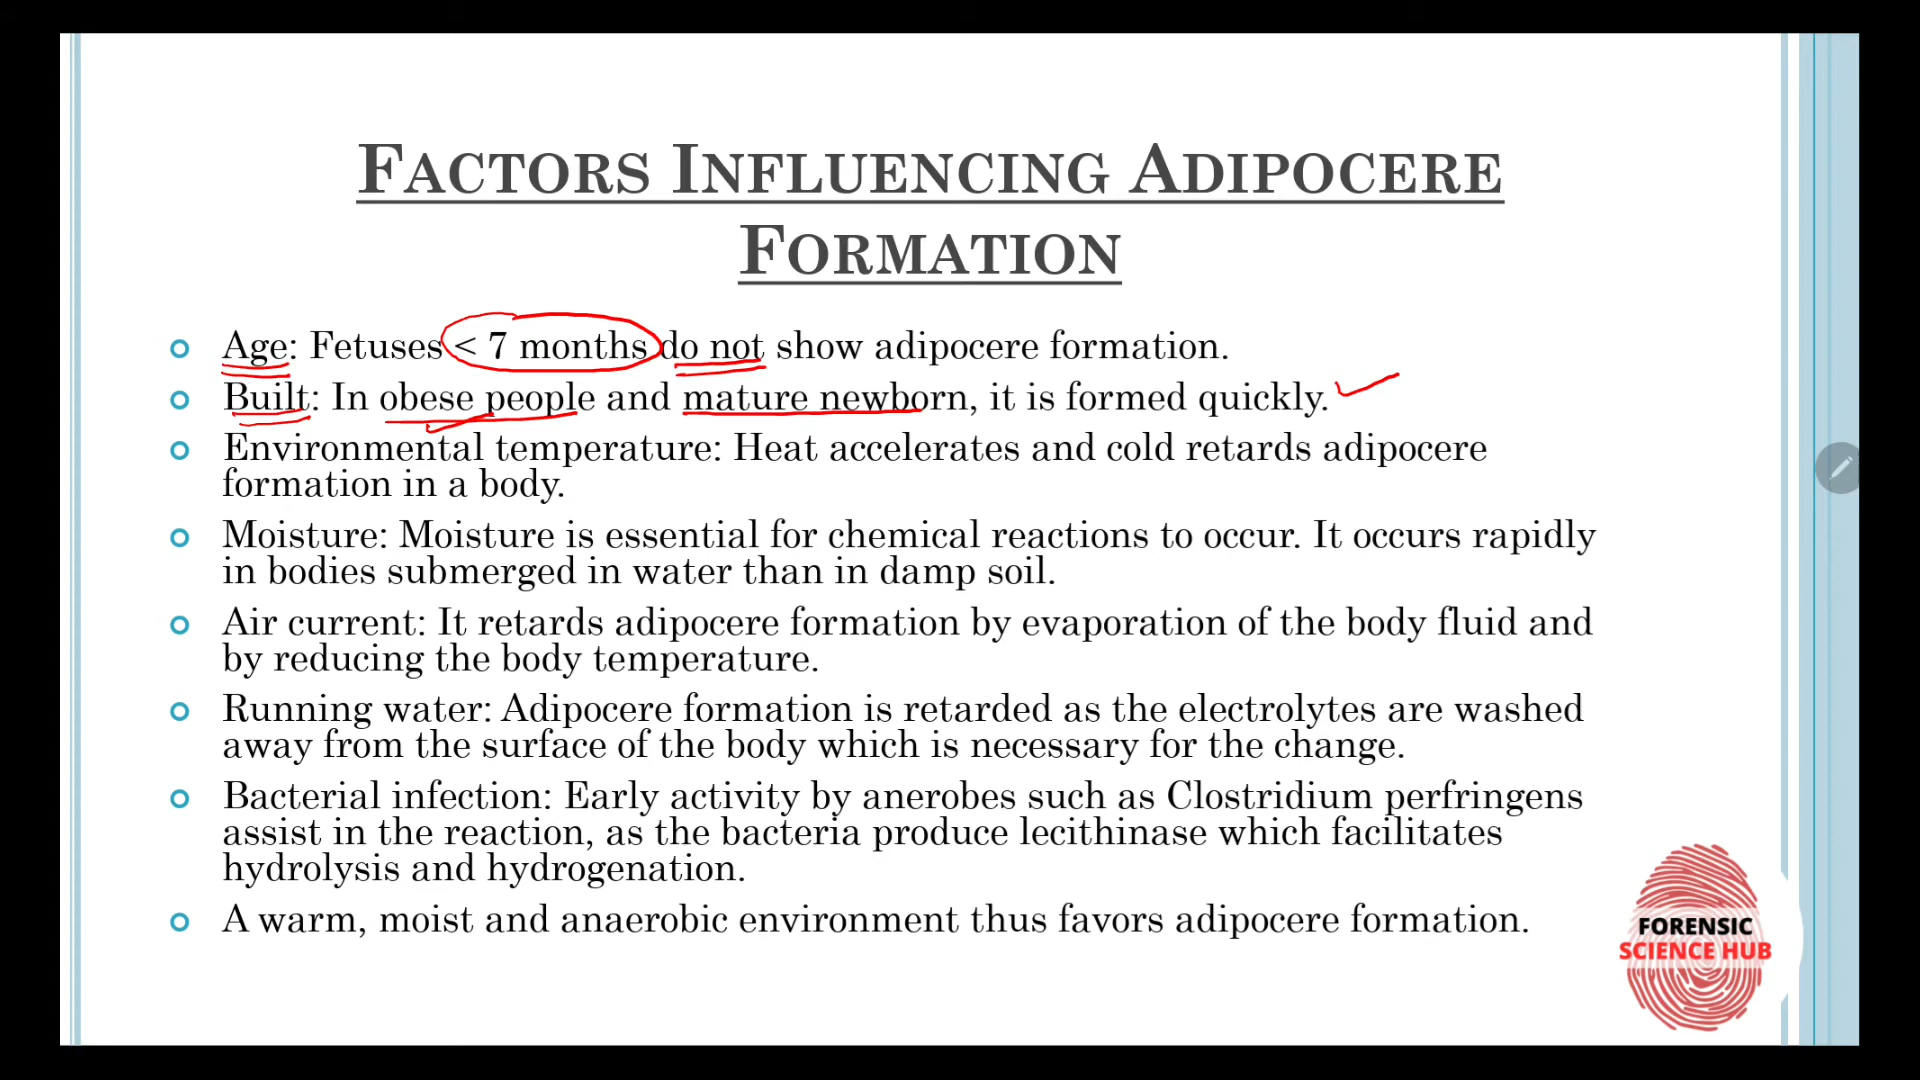 FACTORS INFLUENCING ADIPOCERE
FORMATION
Age: Fetuses < 7 months do not show adipocere formation.
Built: In obese people and mature newborn, it is formed quickly.
Environmental temperature: Heat accelerates and cold retards adipocere
formation in a body.
Moisture: Moisture is essential for chemical reactions to occur. It occurs rapidly
in bodies submerged in water than in damp soil.
Air current: It retards adipocere formation by evaporation of the body fluid and
by reducing the body temperature.
Running water: Adipocere formation is retarded as the electrolytes are washed
away from the surface of the body which is necessary for the change.
Bacterial infection: Early activity by anerobes such as Clostridium perfringens
assist in the reaction, as the bacteria produce lecithinase which facilitates
hydrolysis and hydrogenation.
A warm, moist and anaerobic environment thus favors adipocere formation.
FORENSIC
SCIENCE HUB